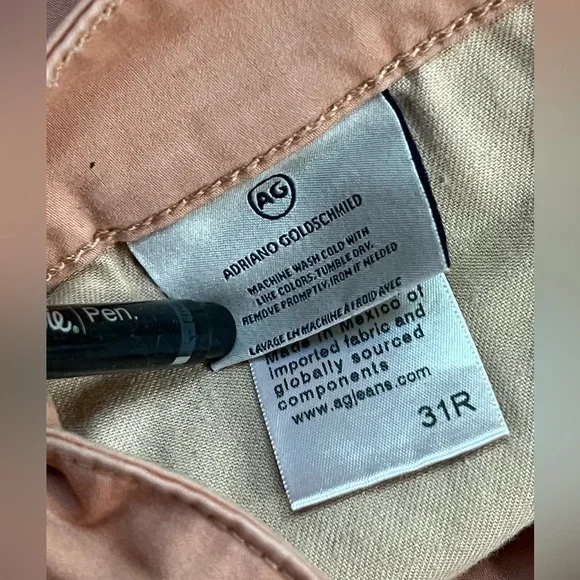 AG
ADRIANO GOLDSCHMIED
MACHINE WASH COLD WITH
LIKE COLORS. TUMBLE DRY.
REMOVE PROMPTLY, IRON IF NEEDED
LAVAGE EN MACHINE À FROID AVEC
Made in Mexico of
imported fabric and
globally sourced
components
www.agjeans.com
31R
e.|Pen.